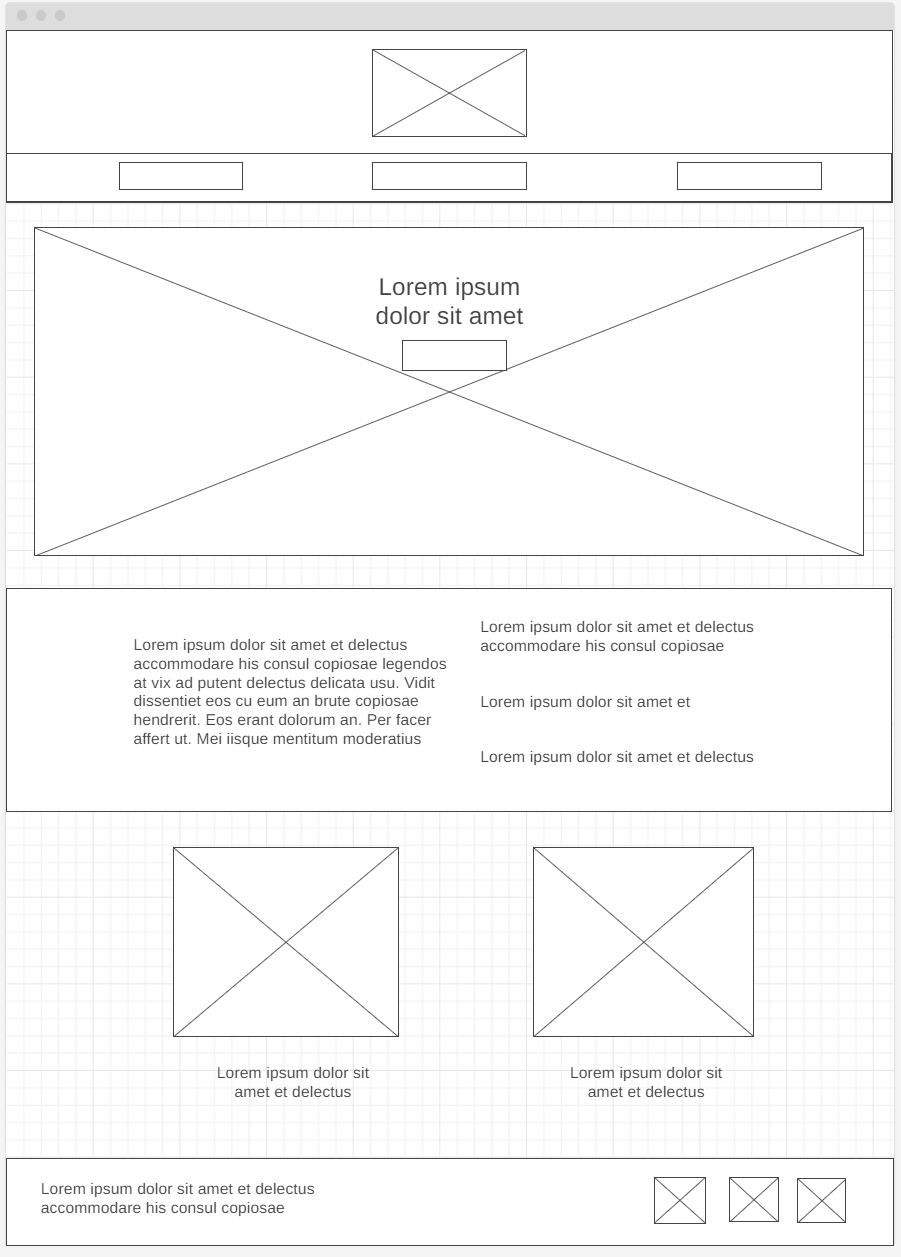 Lorem ipsum
dolor sit amet
Lorem ipsum dolor sit amet et delectus
accommodare his consul copiosae legendos
at vix ad putent delectus delicata usu. Vidit
dissentiet eos cu eum an brute copiosae
hendrerit. Eos erant dolorum an. Per facer
affert ut. Mei iisque mentitum moderatius
Lorem ipsum dolor sit amet et delectus
accommodare his consul copiosae
Lorem ipsum dolor sit amet et
Lorem ipsum dolor sit amet et delectus
Lorem ipsum dolor sit
amet et delectus
Lorem ipsum dolor sit
amet et delectus
Lorem ipsum dolor sit amet et delectus
accommodare his consul copiosae